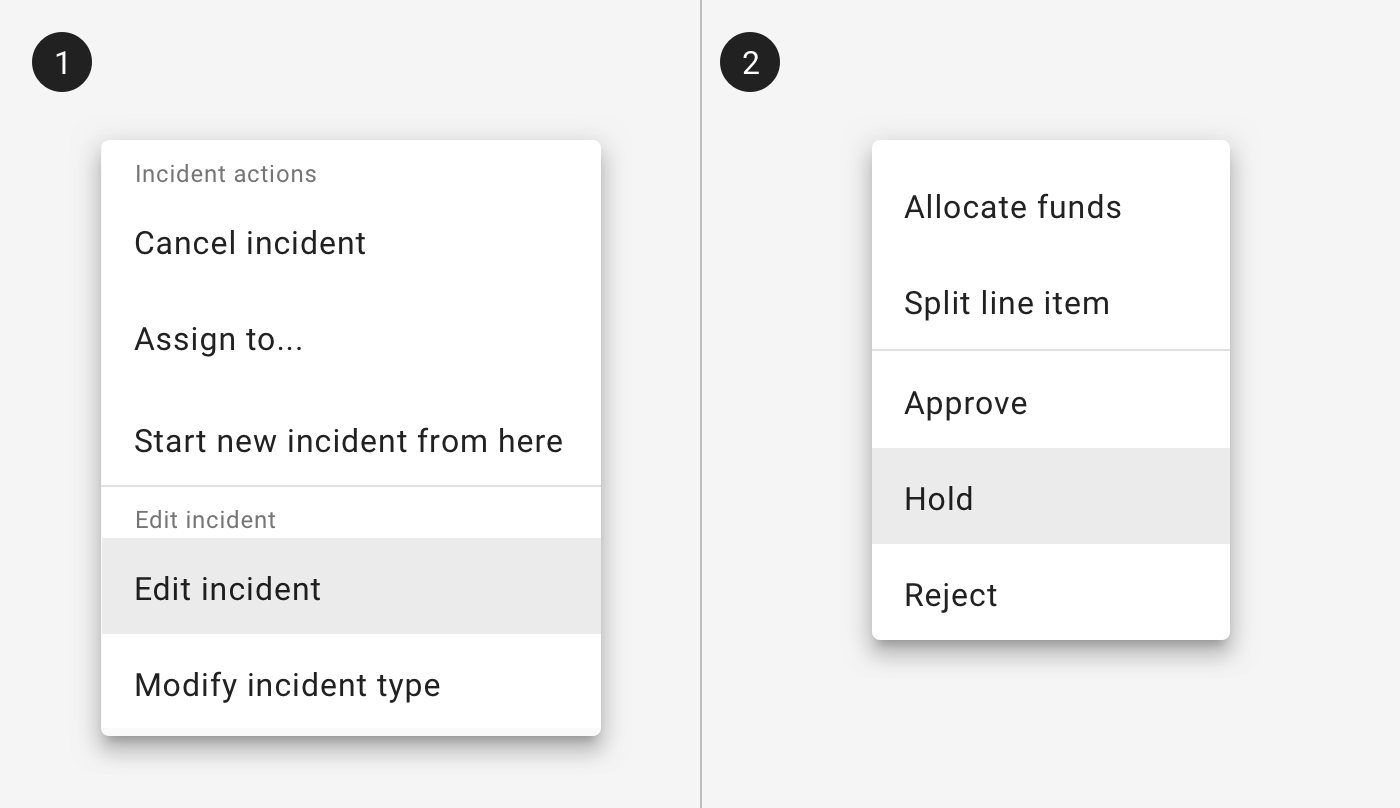 1
Incident actions
Cancel incident
Assign to...
Start new incident from here
Edit incident
Edit incident
Modify incident type
2
Allocate funds
Split line item
Approve
Hold
Reject